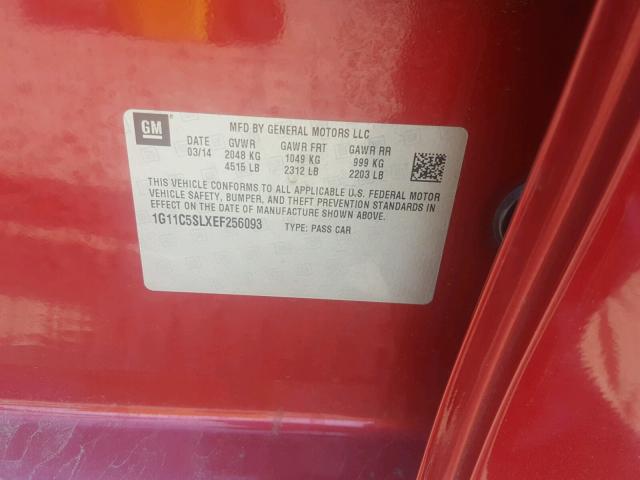 GM
MFD BY GENERAL MOTORS LLC
DATE GVWR GAWR FRT GAWR RR
03/14 2048 KG 1049 KG 999 KG
4515 LB 2312 LB 2203 LB
THIS VEHICLE CONFORMS TO ALL APPLICABLE U.S. FEDERAL MOTOR
VEHICLE SAFETY, BUMPER, AND THEFT PREVENTION STANDARDS IN
EFFECT ON THE DATE OF MANUFACTURE SHOWN ABOVE.
1G11C5SLXEF256093 TYPE: PASS CAR